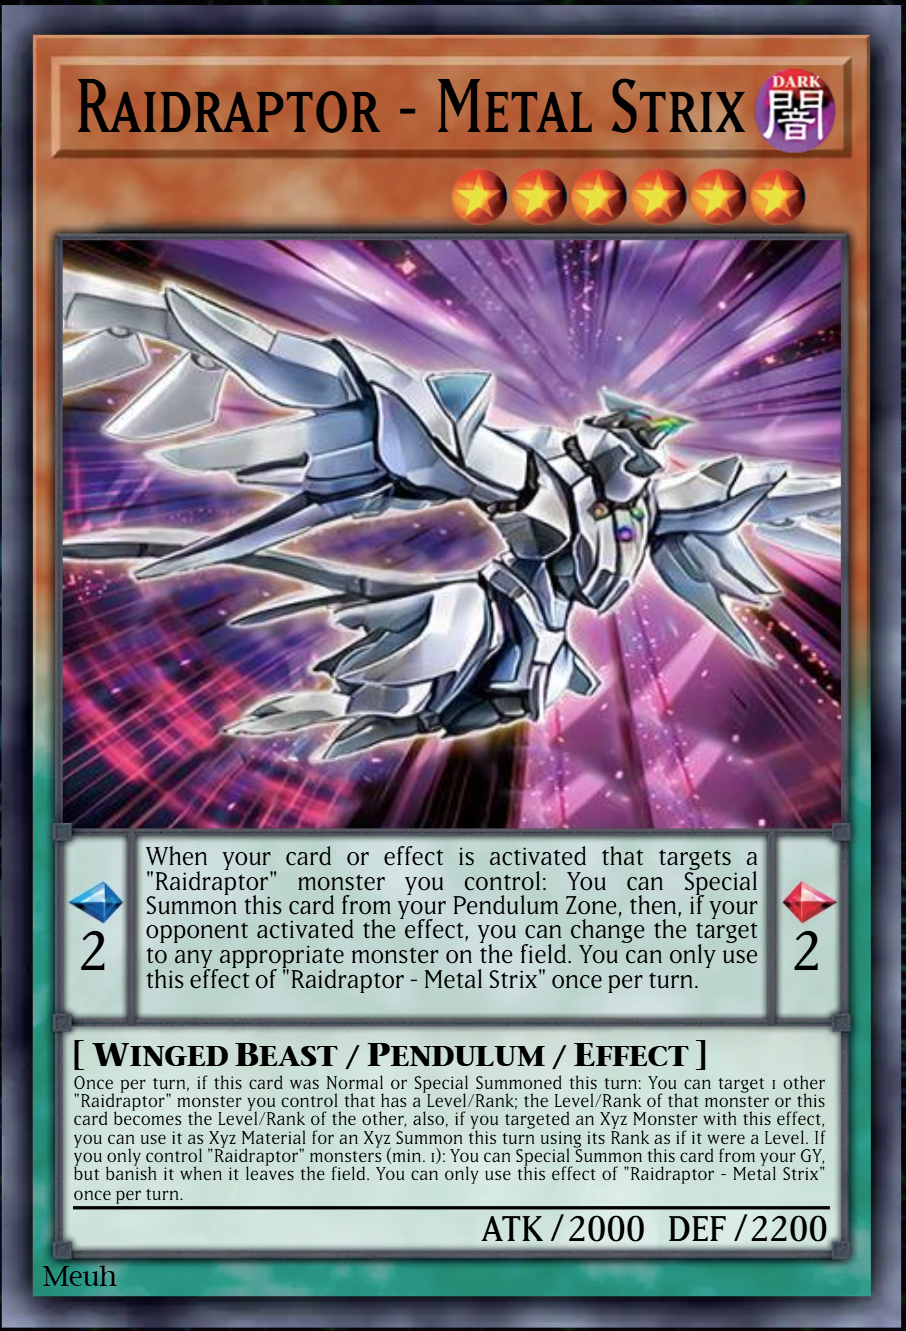 Raidraptor - Metal Strix
DARK
闇
When your card or effect is activated that targets a
"Raidraptor" monster you control: You can Special
Summon this card from your Pendulum Zone, then, if your
opponent activated the effect, you can change the target
to any appropriate monster on the field. You can only use
this effect of "Raidraptor - Metal Strix" once per turn.
2
2
[ Winged Beast / Pendulum / Effect ]
Once per turn, if this card was Normal or Special Summoned this turn: You can target 1 other
"Raidraptor" monster you control that has a Level/Rank; the Level/Rank of that monster or this
card becomes the Level/Rank of the other, also, if you targeted an Xyz Monster with this effect,
you can use it as Xyz Material for an Xyz Summon this turn using its Rank as if it were a Level. If
you only control "Raidraptor" monsters (min. 1): You can Special Summon this card from your GY,
but banish it when it leaves the field. You can only use this effect of "Raidraptor - Metal Strix"
once per turn.
ATK/2000 DEF/2200
Meuh